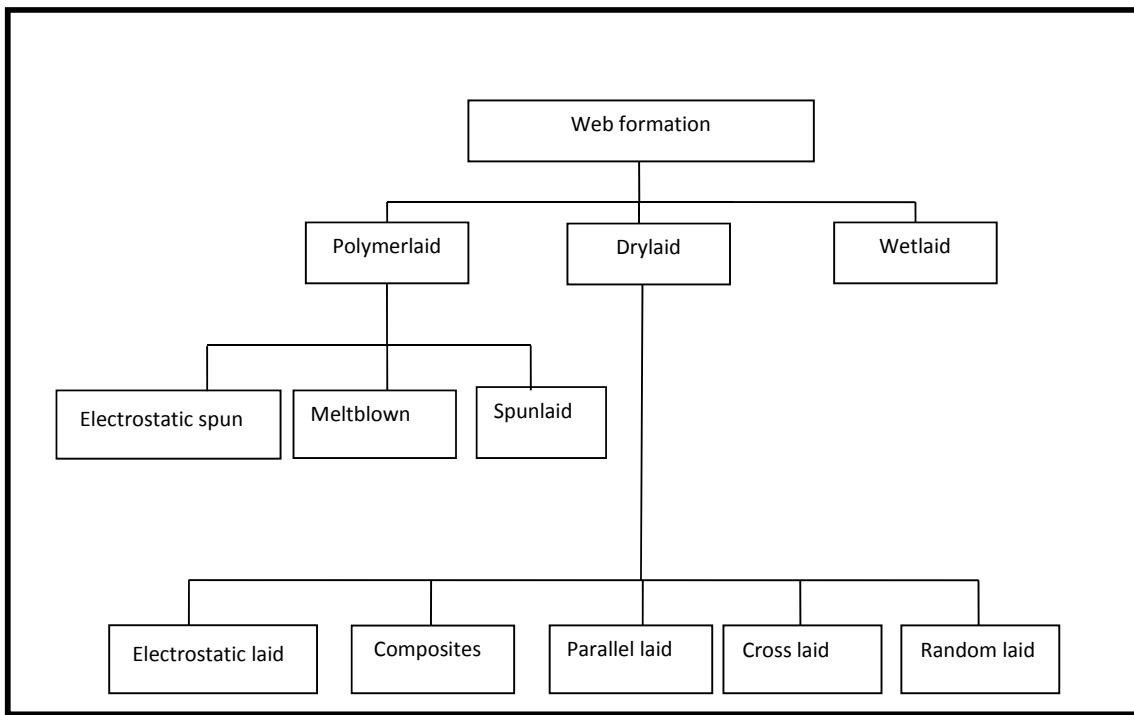 Web formation
Polymerlaid
Drylaid
Wetlaid
Electrostatic spun
Meltblown
Spunlaid
Electrostatic laid
Composites
Parallel laid
Cross laid
Random laid